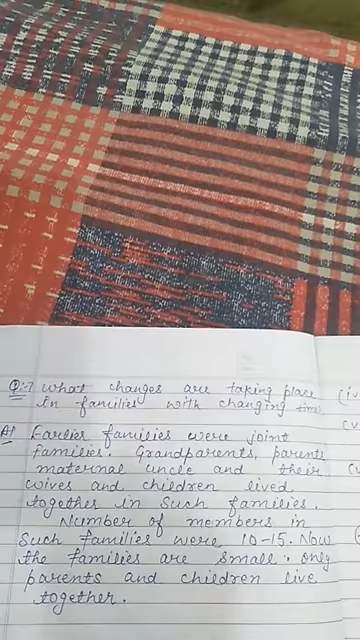 Q:-7 what changes are taking place
in families with changing time
A) Earlier families were joint
families. Grandparents, parents
maternal uncle and their
wives and children lived
together in such families.
Number of members in
Such families were 10-15. Now
the families are small. only
parents and children live
together.